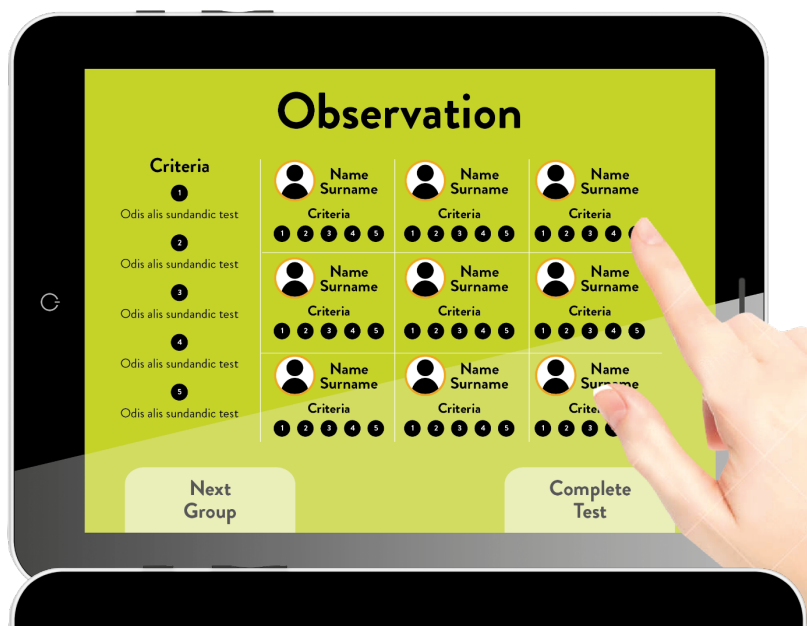 Observation
Criteria
1
Odis alis sundandic test
2
Odis alis sundandic test
3
Odis alis sundandic test
4
Odis alis sundandic test
5
Odis alis sundandic test
Name
Surname
Criteria
1 2 3 4 5
Name
Surname
Criteria
1 2 3 4 5
Name
Surname
Criteria
1 2 3 4
Name
Surname
Criteria
1 2 3 4 5
Name
Surname
Criteria
1 2 3 4 5
Name
Surname
Criteria
1 2 3 4 5
Name
Surname
Criteria
1 2 3 4 5
Name
Surname
Criteria
1 2 3 4 5
Name
Surname
Criteria
1 2 3
Next
Group
Complete
Test